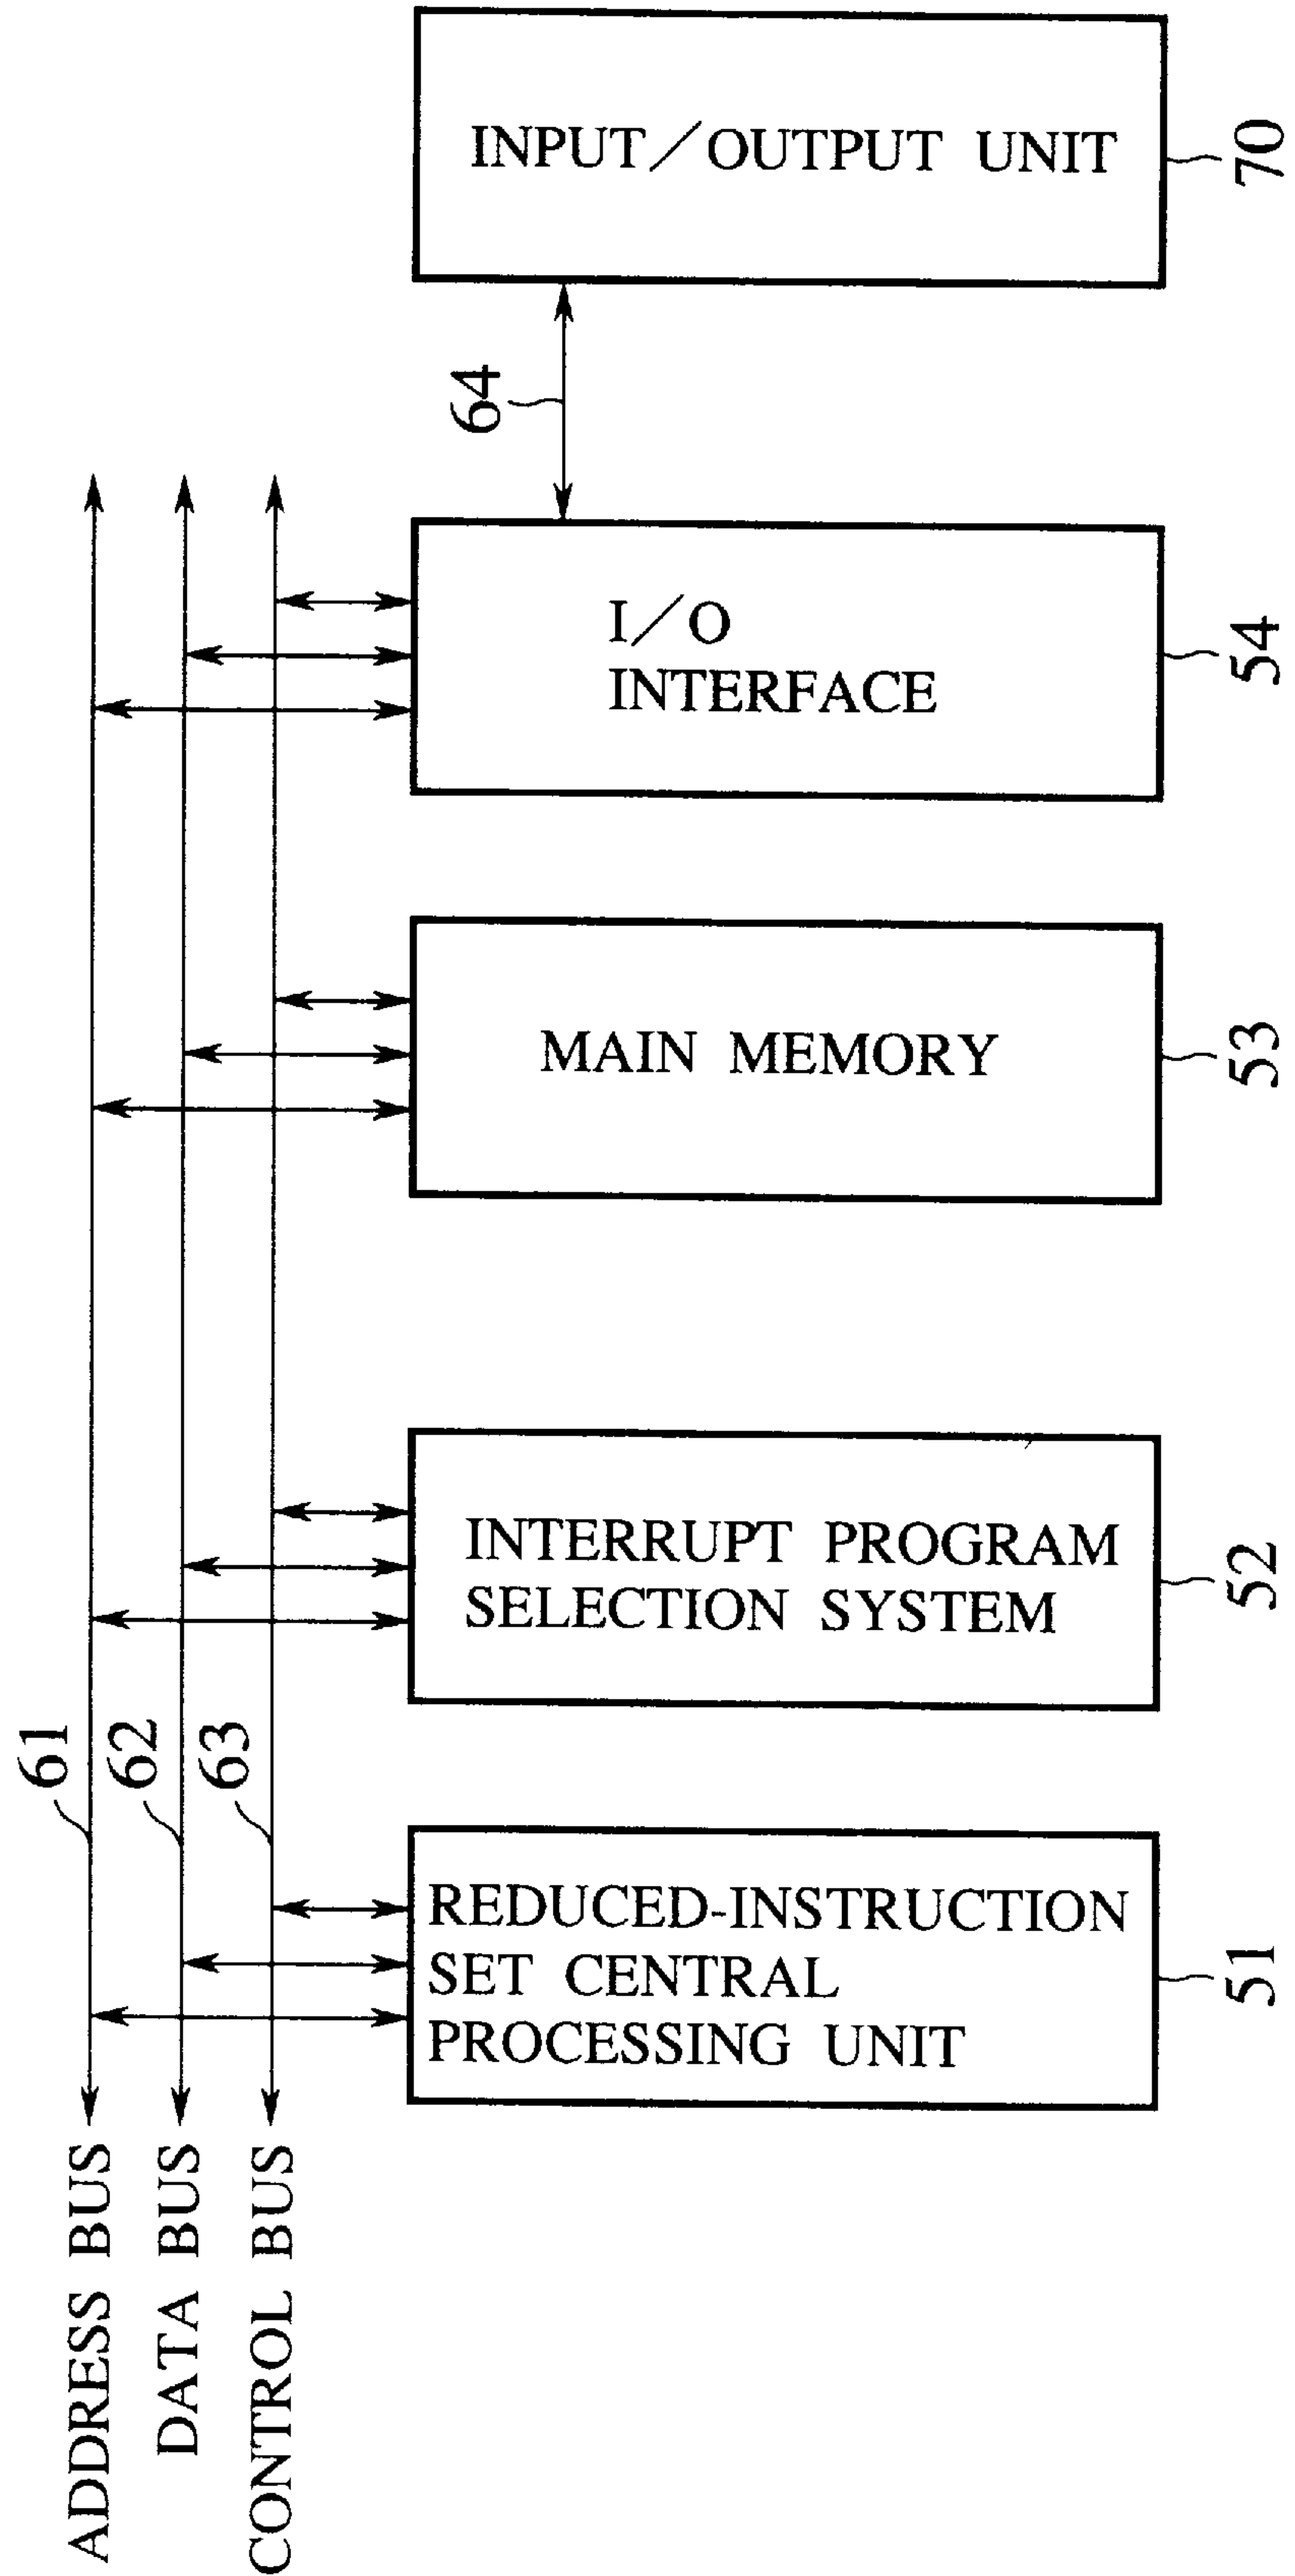 INPUT/OUTPUT UNIT
70
64
I/O
INTERFACE
54
MAIN MEMORY
53
INTERRUPT PROGRAM
SELECTION SYSTEM
52
61
62
63
REDUCED-INSTRUCTION
SET CENTRAL
PROCESSING UNIT
51
ADDRESS BUS
DATA BUS
CONTROL BUS